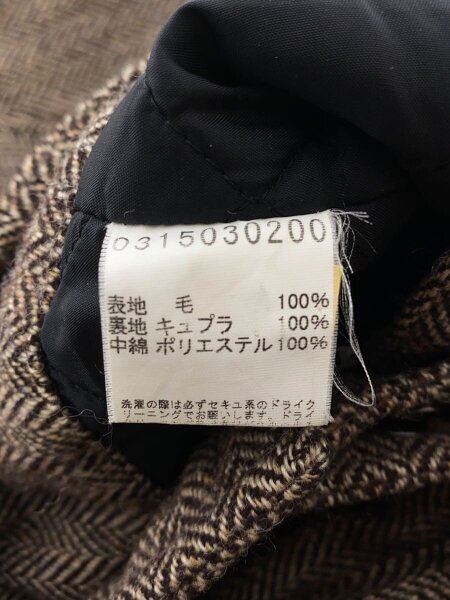 0315030200
表地 毛 100%
裏地 キュプラ 100%
中綿 ポリエステル 100%
洗濯の際は必ずセキユ系のドライク
リーニングでお願いします。ドライ